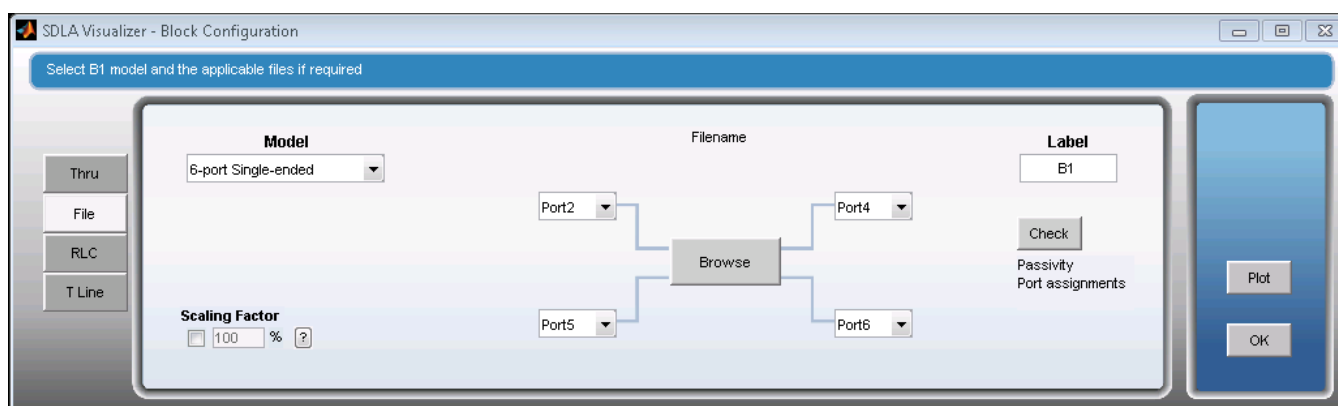 SDLA Visualizer - Block Configuration
Select B1 model and the applicable files if required
Thru
File
RLC
T Line
Model
6-port Single-ended
Scaling Factor
100 % ?
Filename
Port2
Port4
Browse
Port5
Port6
Label
B1
Check
Passivity
Port assignments
Plot
OK